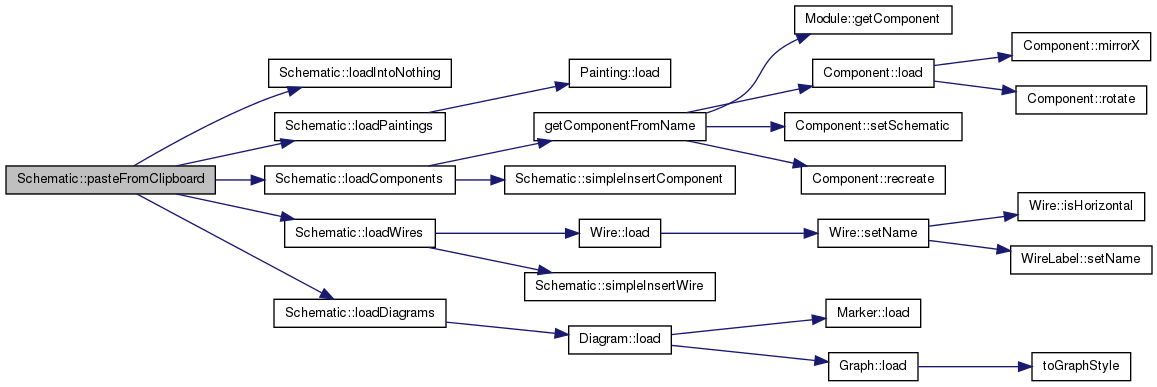 Module::getComponent
Component::mirrorX
Schematic::loadIntoNothing
Painting::load
Component::load
Component::rotate
Schematic::loadPaintings
getComponentFromName
Component::setSchematic
Schematic::pasteFromClipboard
Schematic::loadComponents
Schematic::simpleInsertComponent
Component::recreate
Wire::isHorizontal
Schematic::loadWires
Wire::load
Wire::setName
WireLabel::setName
Schematic::simpleInsertWire
Schematic::loadDiagrams
Marker::load
Diagram::load
Graph::load
toGraphStyle